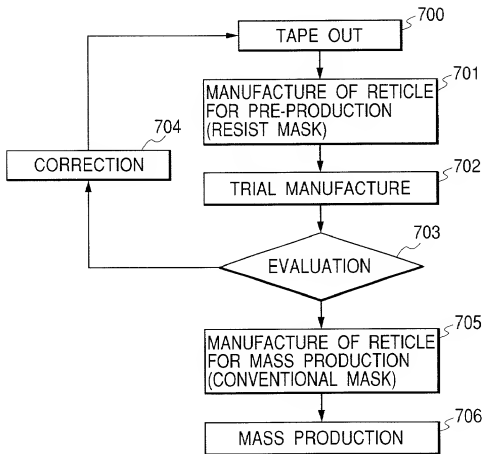 700
TAPE OUT
701
MANUFACTURE OF RETICLE
FOR PRE-PRODUCTION
(RESIST MASK)
704
CORRECTION
702
TRIAL MANUFACTURE
703
EVALUATION
705
MANUFACTURE OF RETICLE
FOR MASS PRODUCTION
(CONVENTIONAL MASK)
706
MASS PRODUCTION